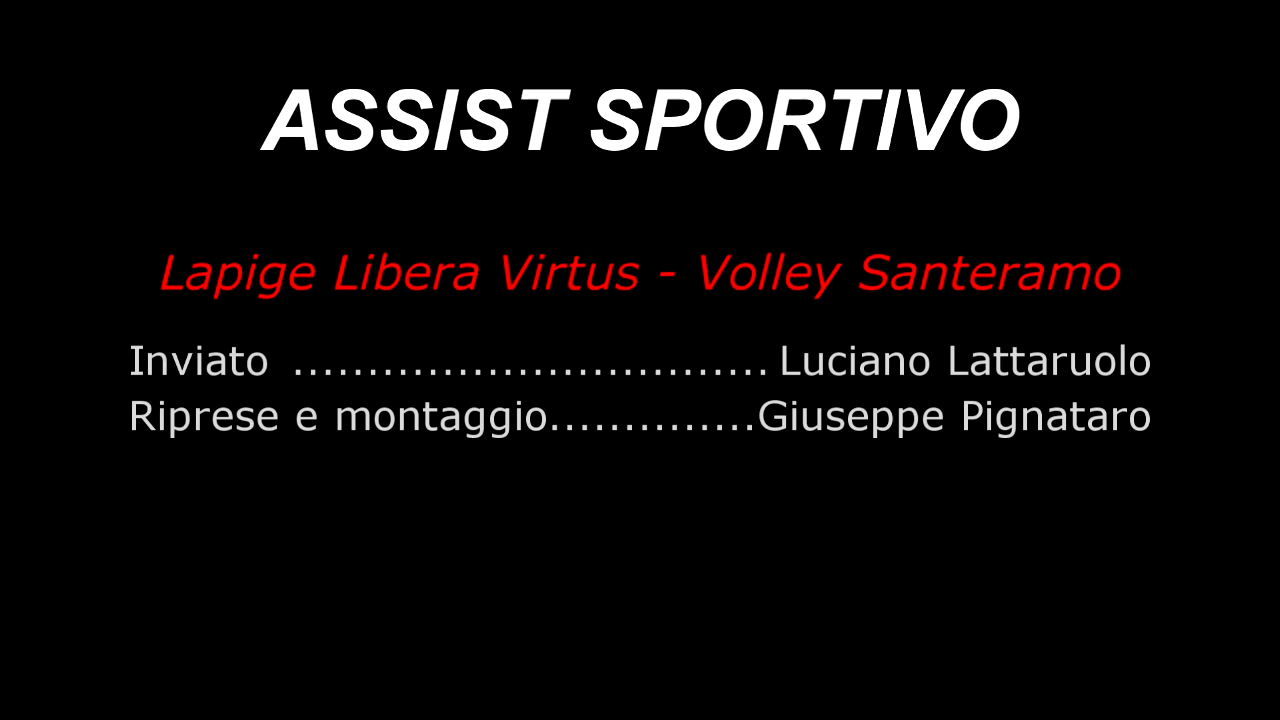 ASSIST SPORTIVO
Lapige Libera Virtus - Volley Santeramo
Inviato ................................ Luciano Lattaruolo
Riprese e montaggio..............Giuseppe Pignataro